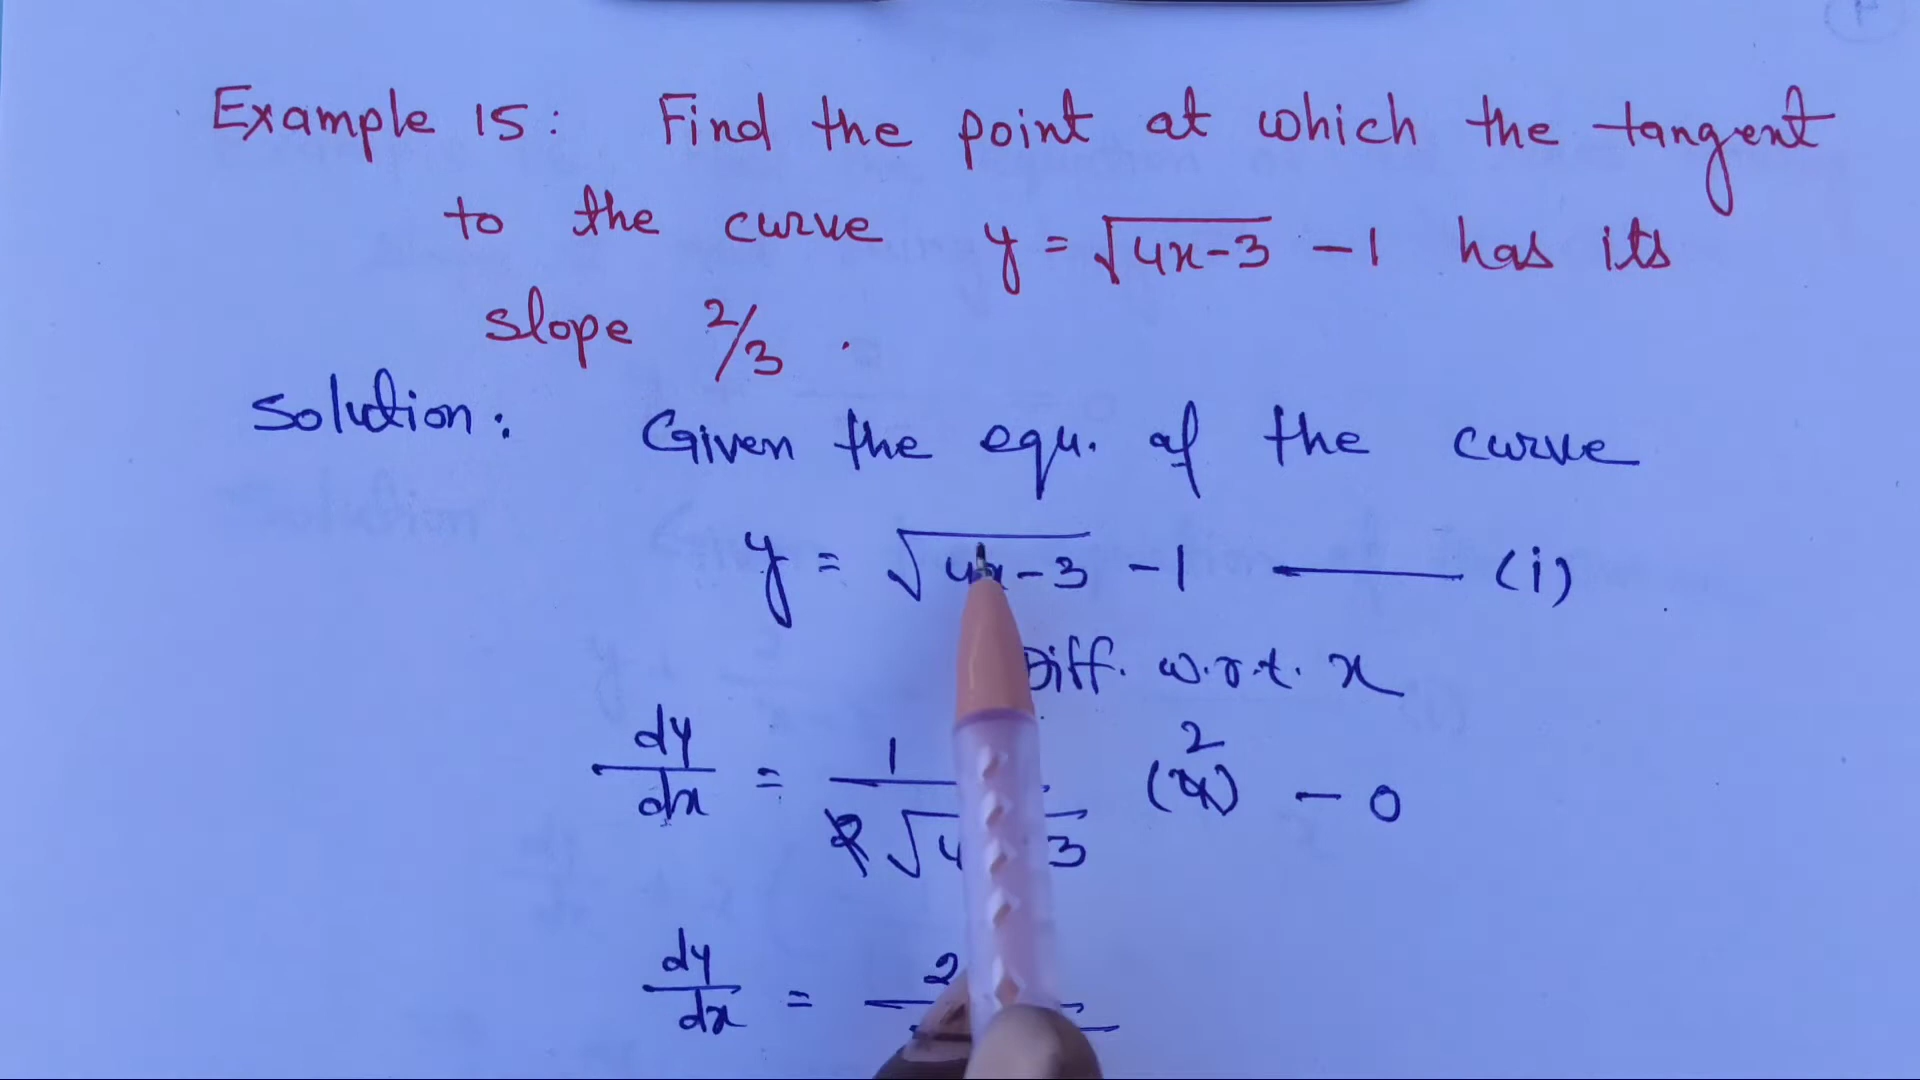 Example 15: Find the point at which the tangent
to the curve y = √4x-3 - 1 has its
slope 2/3 .
Solution: Given the equ. of the curve
y = √4x-3 - 1 ——— (i)
Diff. w.r.t. x
dy/dx = 1/2√4 3 (4) 2 - 0
dy/dx = 2